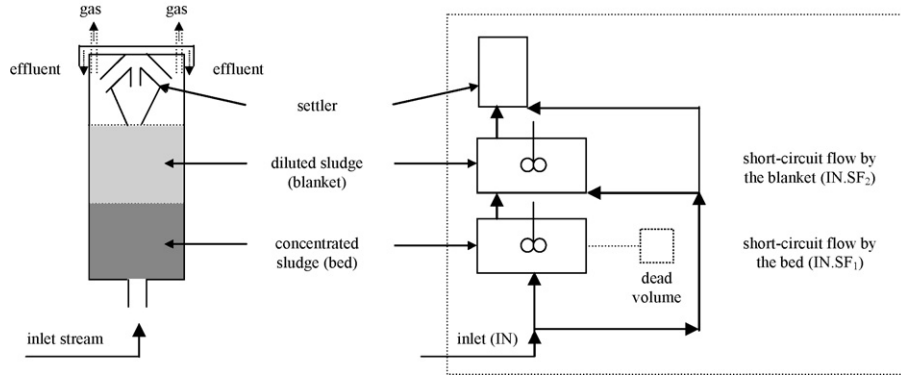 gas
gas
effluent
effluent
settler
diluted sludge
(blanket)
concentrated
sludge (bed)
inlet stream
short-circuit flow by
the blanket (IN.SF₂)
short-circuit flow by
the bed (IN.SF₁)
dead
volume
inlet (IN)